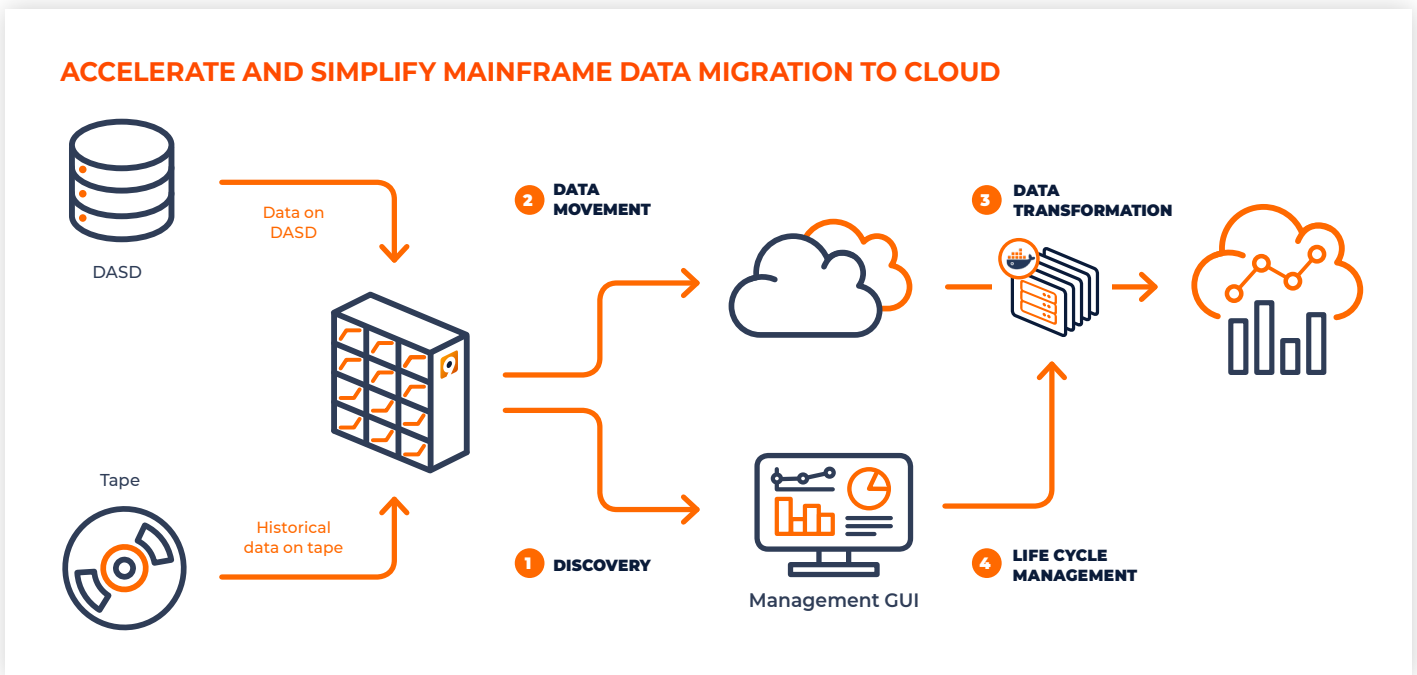 ACCELERATE AND SIMPLIFY MAINFRAME DATA MIGRATION TO CLOUD
DASD
Data on
DASD
2
DATA
MOVEMENT
3
DATA
TRANSFORMATION
Tape
Historical
data on tape
1
DISCOVERY
Management GUI
4
LIFE CYCLE
MANAGEMENT